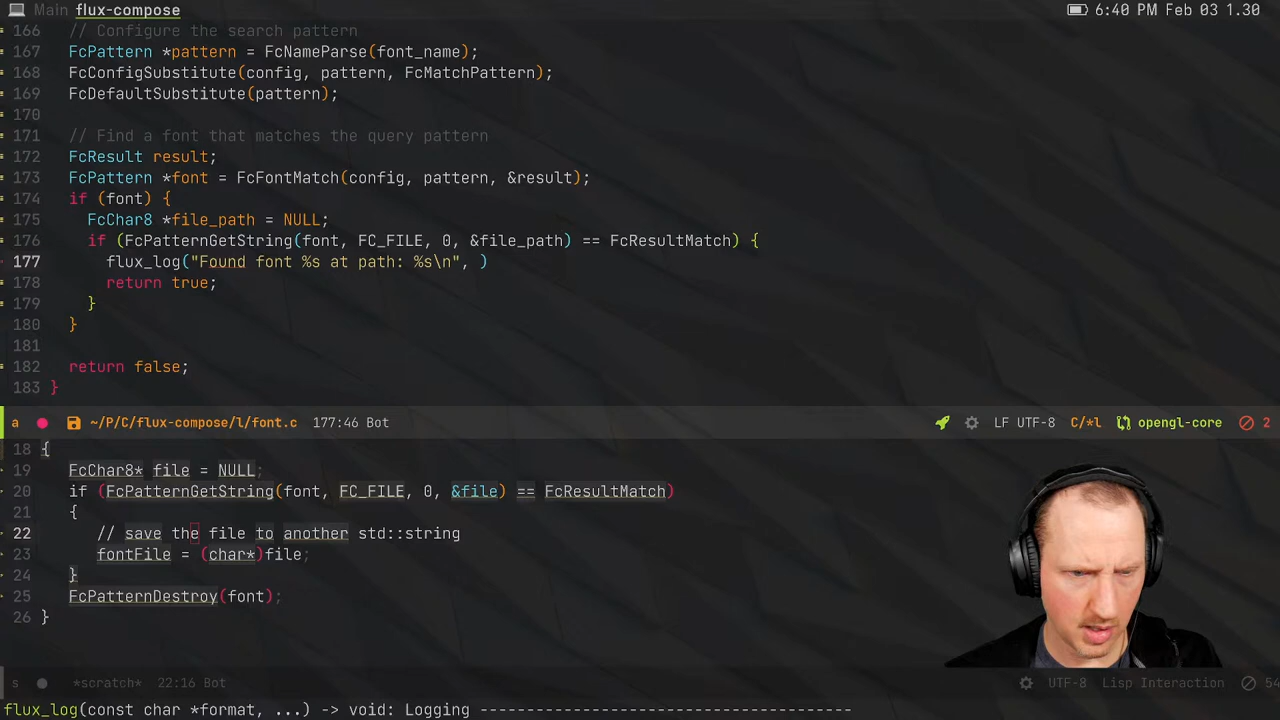 Main flux-compose 6:40 PM Feb 03 1.30
166 // Configure the search pattern
167 FcPattern *pattern = FcNameParse(font_name);
168 FcConfigSubstitute(config, pattern, FcMatchPattern);
169 FcDefaultSubstitute(pattern);
170
171 // Find a font that matches the query pattern
172 FcResult result;
173 FcPattern *font = FcFontMatch(config, pattern, &result);
174 if (font) {
175 FcChar8 *file_path = NULL;
176 if (FcPatternGetString(font, FC_FILE, 0, &file_path) == FcResultMatch) {
177 flux_log("Found font %s at path: %s\n", )
178 return true;
179 }
180 }
181
182 return false;
183 }
a ~/P/C/flux-compose/l/font.c 177:46 Bot LF UTF-8 C/*l opengl-core 2
18 {
19 FcChar8* file = NULL;
20 if (FcPatternGetString(font, FC_FILE, 0, &file) == FcResultMatch)
21 {
22 // save the file to another std::string
23 fontFile = (char*)file;
24 }
25 FcPatternDestroy(font);
26 }
s *scratch* 22:16 Bot UTF-8 Lisp Interaction 54
flux_log(const char *format, ...) -> void: Logging ----------------------------------------